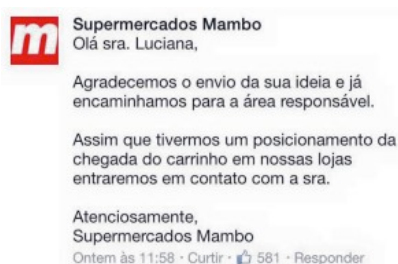 m
Supermercados Mambo
Olá sra. Luciana,
Agradecemos o envio da sua ideia e já
encaminhamos para a área responsável.
Assim que tivermos um posicionamento da
chegada do carrinho em nossas lojas
entraremos em contato com a sra.
Atenciosamente,
Supermercados Mambo
Ontem às 11:58 · Curtir · 581 · Responder